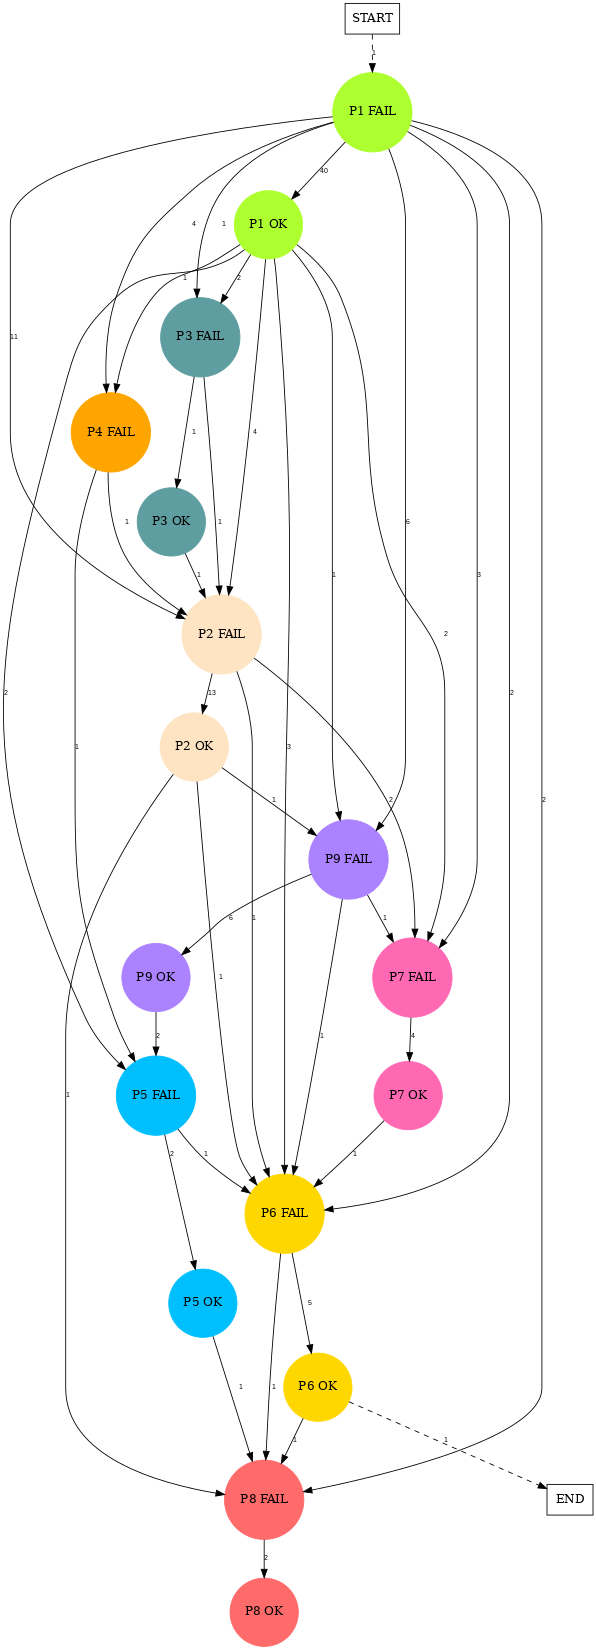 START
1
P1 FAIL
40
P1 OK
4
1
1
2
11
P3 FAIL
P4 FAIL
1
4
P3 OK
1
1
6
1
1
3
2
P2 FAIL
2
13
2
1
3
2
P2 OK
1
2
2
P9 FAIL
6
1
1
P9 OK
1
P7 FAIL
2
1
4
1
P5 FAIL
P7 OK
2
1
1
P6 FAIL
P5 OK
5
1
1
P6 OK
1
1
P8 FAIL
END
2
P8 OK